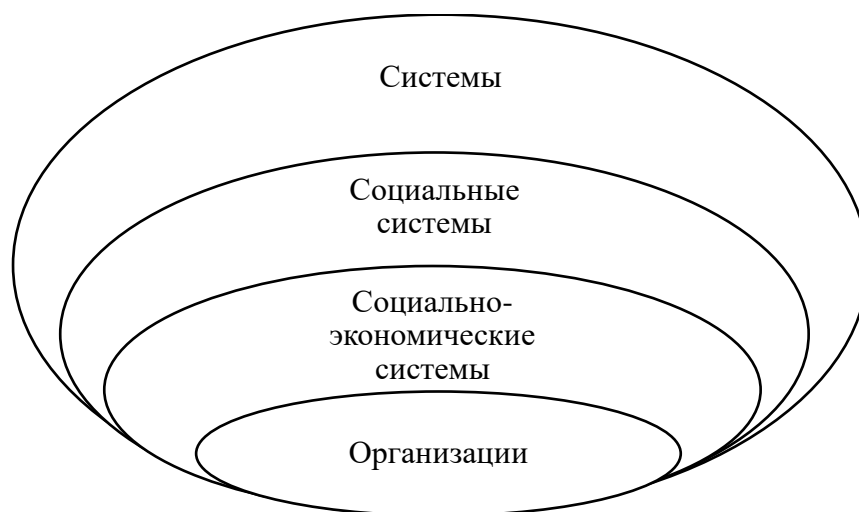 Системы
Социальные
системы
Социально-
экономические
системы
Организации